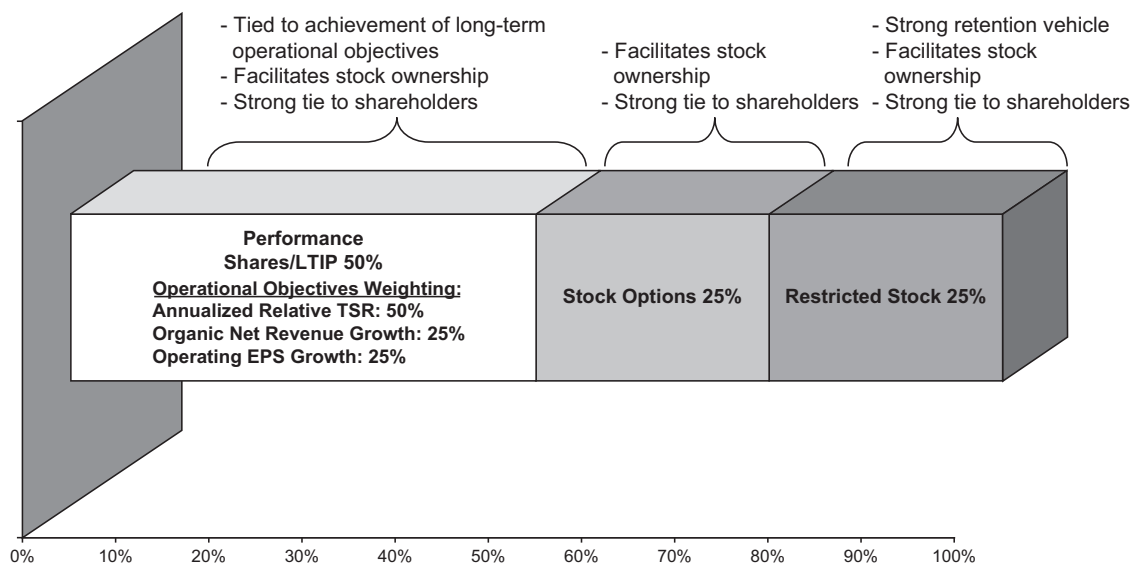 - Tied to achievement of long-term
operational objectives
- Facilitates stock ownership
- Strong tie to shareholders
- Facilitates stock
ownership
- Strong tie to shareholders
- Strong retention vehicle
- Facilitates stock
ownership
- Strong tie to shareholders
Performance
Shares/LTIP 50%
Operational Objectives Weighting:
Annualized Relative TSR: 50%
Organic Net Revenue Growth: 25%
Operating EPS Growth: 25%
Stock Options 25%
Restricted Stock 25%
0% 10% 20% 30% 40% 50% 60% 70% 80% 90% 100%